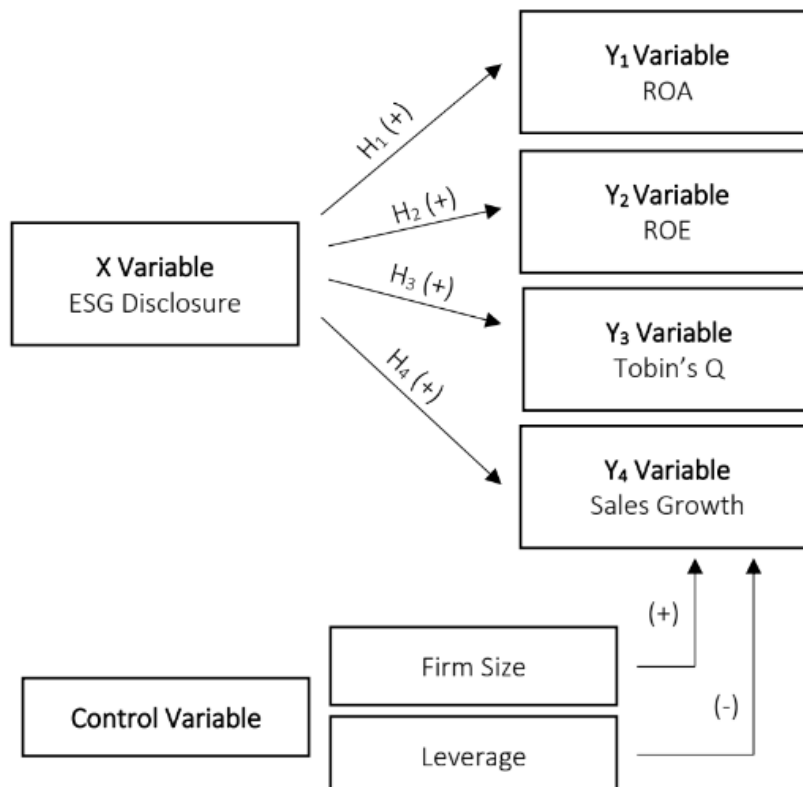 Y₁ Variable
ROA
H₁ (+)
Y₂ Variable
ROE
H₂ (+)
X Variable
ESG Disclosure
H₃ (+)
Y₃ Variable
Tobin’s Q
H₄ (+)
Y₄ Variable
Sales Growth
(+)
Firm Size
Control Variable
(-)
Leverage